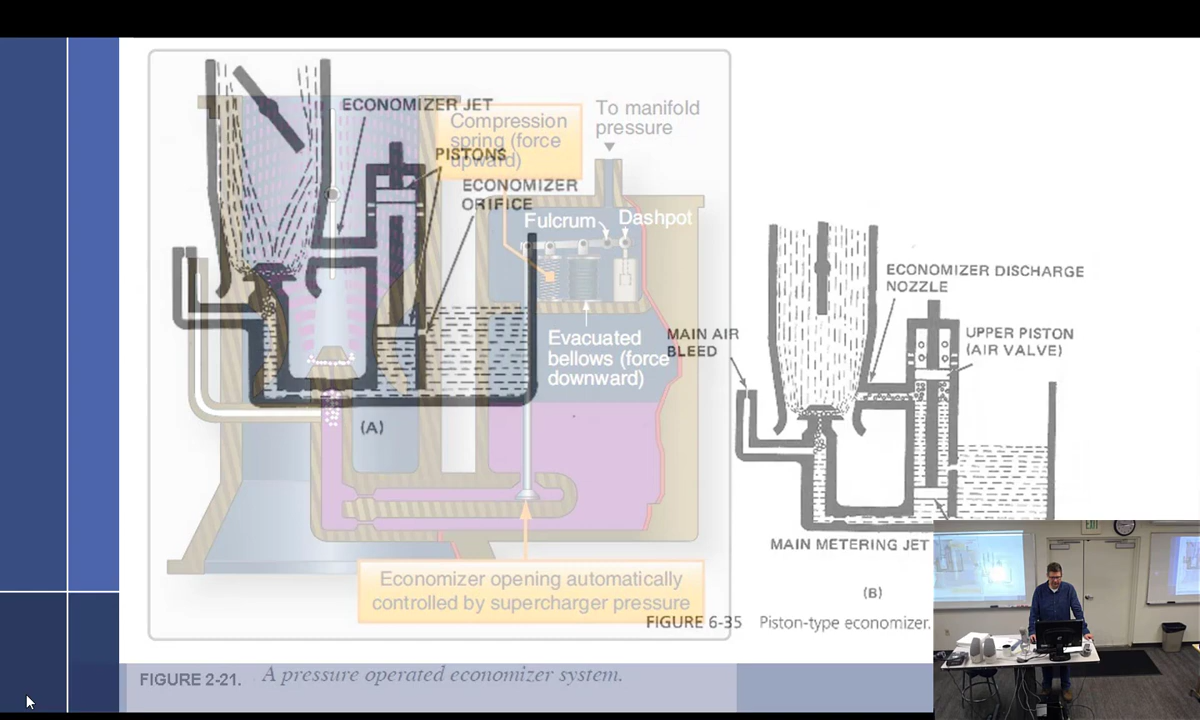 ECONOMIZER JET
Compression
spring (force
upward)
PISTONS
ECONOMIZER
ORIFICE
To manifold
pressure
Fulcrum
Dashpot
Evacuated
bellows (force
downward)
(A)
Economizer opening automatically
controlled by supercharger pressure
ECONOMIZER DISCHARGE
NOZZLE
MAIN AIR
BLEED
UPPER PISTON
(AIR VALVE)
MAIN METERING JET
(B)
FIGURE 6-35 Piston-type economizer.
FIGURE 2-21. A pressure operated economizer system.
EXIT